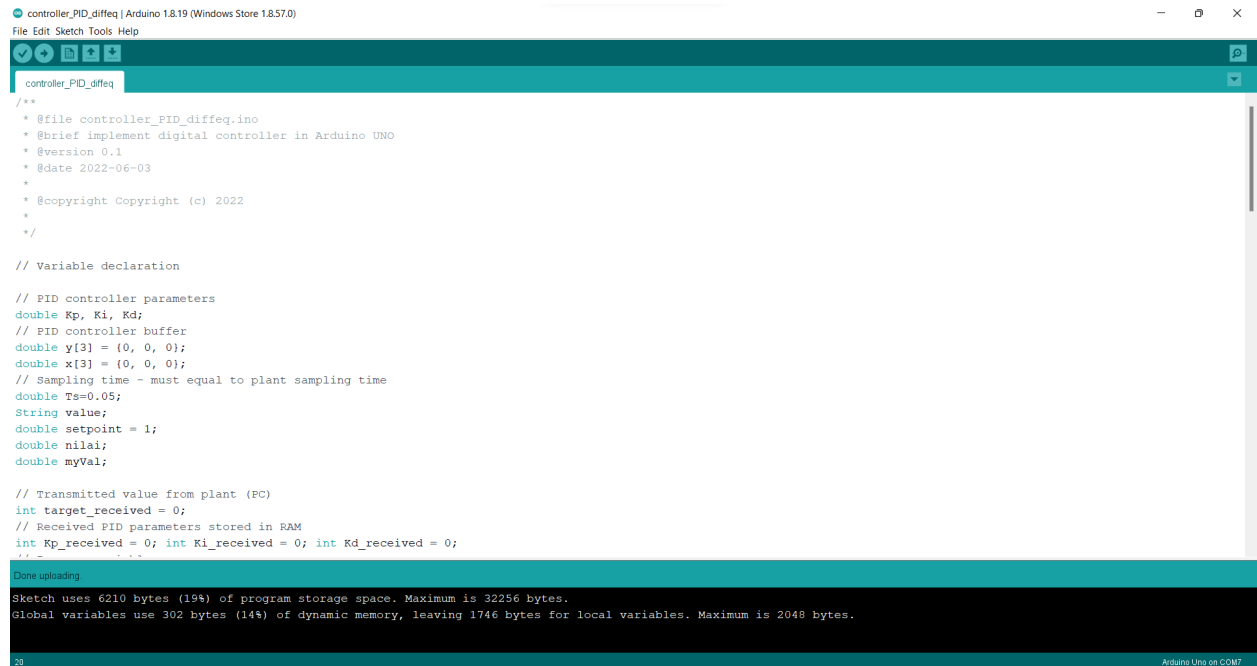 controller_PID_diffeq | Arduino 1.8.19 (Windows Store 1.8.57.0)
File Edit Sketch Tools Help
controller_PID_diffeq
/**
 * @file controller_PID_diffeq.ino
 * @brief implement digital controller in Arduino UNO
 * @version 0.1
 * @date 2022-06-03
 *
 * @copyright Copyright (c) 2022
 *
 */
// Variable declaration
// PID controller parameters
double Kp, Ki, Kd;
// PID controller buffer
double y[3] = {0, 0, 0};
double x[3] = {0, 0, 0};
// Sampling time - must equal to plant sampling time
double Ts=0.05;
String value;
double setpoint = 1;
double nilai;
double myVal;
// Transmitted value from plant (PC)
int target_received = 0;
// Received PID parameters stored in RAM
int Kp_received = 0; int Ki_received = 0; int Kd_received = 0;
Done uploading.
Sketch uses 6210 bytes (19%) of program storage space. Maximum is 32256 bytes.
Global variables use 302 bytes (14%) of dynamic memory, leaving 1746 bytes for local variables. Maximum is 2048 bytes.
20
Arduino Uno on COM7